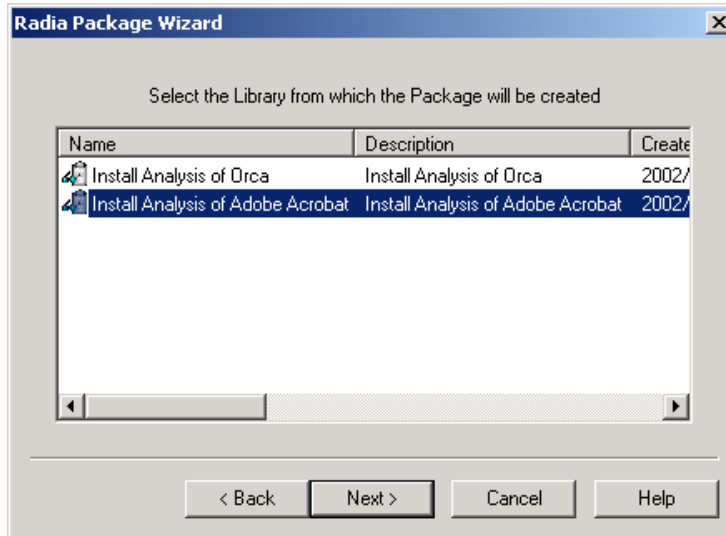 Radia Package Wizard
Select the Library from which the Package will be created
Name Description Create
Install Analysis of Orca Install Analysis of Orca 2002/
Install Analysis of Adobe Acrobat Install Analysis of Adobe Acrobat 2002/
< Back Next > Cancel Help